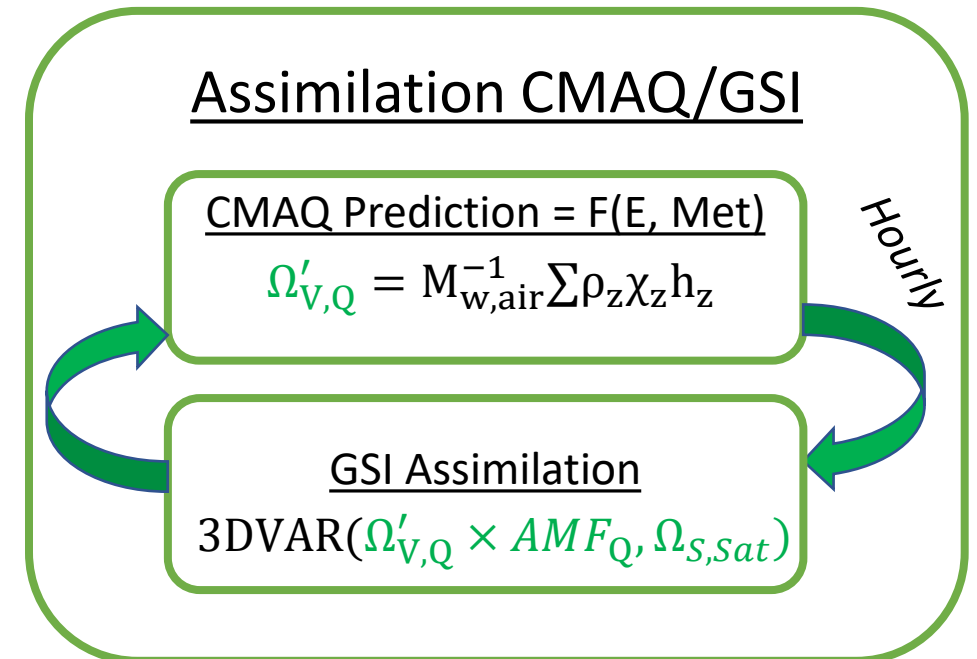 Assimilation CMAQ/GSI
CMAQ Prediction = F(E, Met)
Ω′V,Q = M−1w,air ∑ρzχzhz
Hourly
GSI Assimilation
3DVAR(Ω′V,Q × AMFQ, ΩS,Sat)